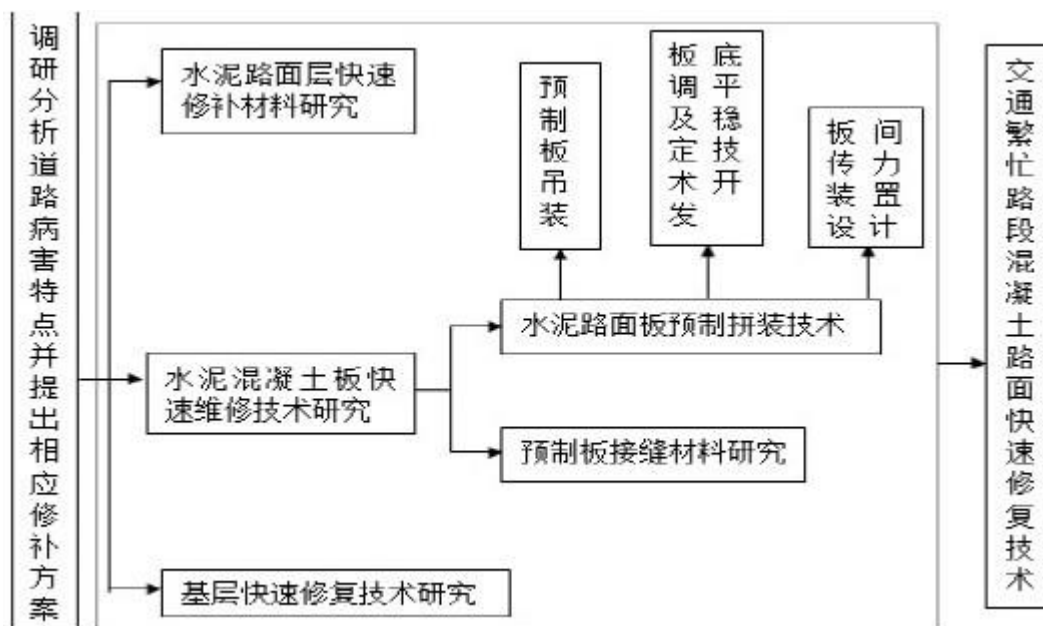 调研分析道路病害特点并提出相应修补方案
水泥路面层快速
修补材料研究
预制板吊装
板底
调平
及稳
定技
术开
发
板间
传力
装置
设计
水泥路面板预制拼装技术
水泥混凝土板快
速维修技术研究
预制板接缝材料研究
基层快速修复技术研究
交通繁忙路段混凝土路面快速修复技术